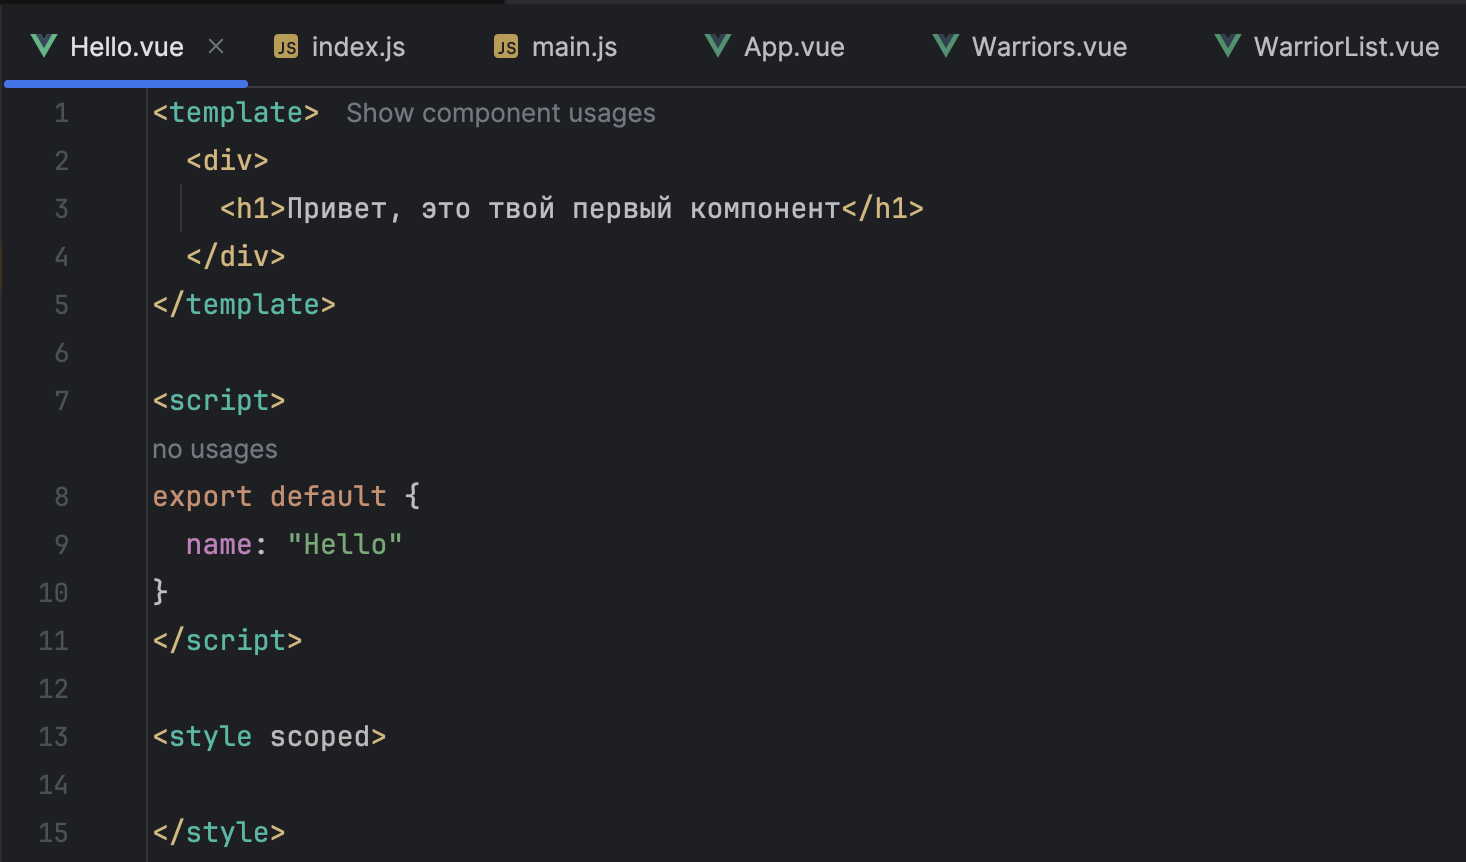 Hello.vue × JS index.js JS main.js App.vue Warriors.vue WarriorList.vue
1 <template> Show component usages
2 <div>
3 <h1>Привет, это твой первый компонент</h1>
4 </div>
5 </template>
6
7 <script>
no usages
8 export default {
9 name: "Hello"
10 }
11 </script>
12
13 <style scoped>
14
15 </style>